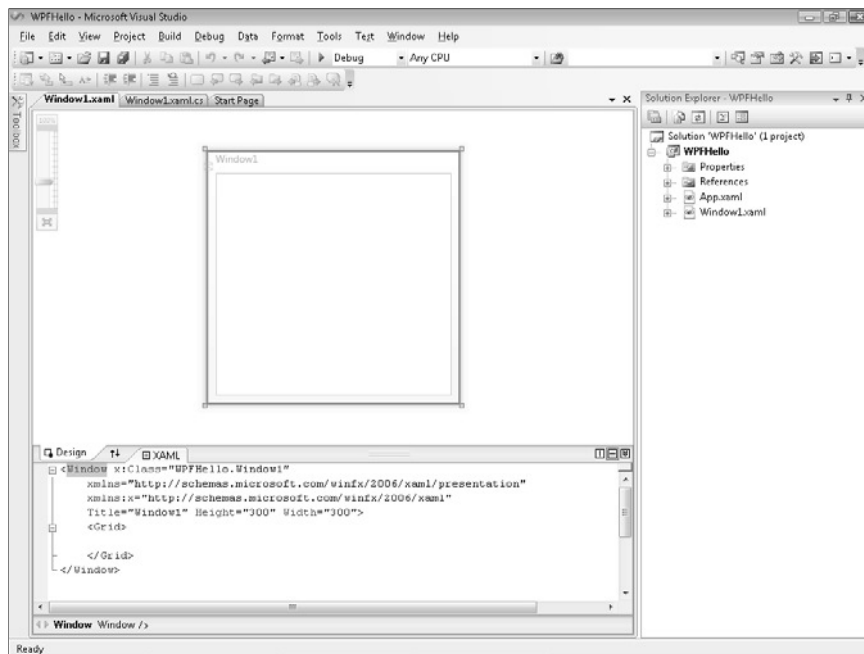 WPFHello - Microsoft Visual Studio
File Edit View Project Build Debug Data Format Tools Test Window Help
Debug Any CPU
Toolbox
Window1.xaml Window1.xaml.cs Start Page
100%
Window1
Design XAML
<Window x:Class="WPFHello.Window1"
xmlns="http://schemas.microsoft.com/winfx/2006/xaml/presentation"
xmlns:x="http://schemas.microsoft.com/winfx/2006/xaml"
Title="Window1" Height="300" Width="300">
<Grid>
</Grid>
</Window>
Window Window />
Solution Explorer - WPFHello
Solution 'WPFHello' (1 project)
WPFHello
Properties
References
App.xaml
Window1.xaml
Ready